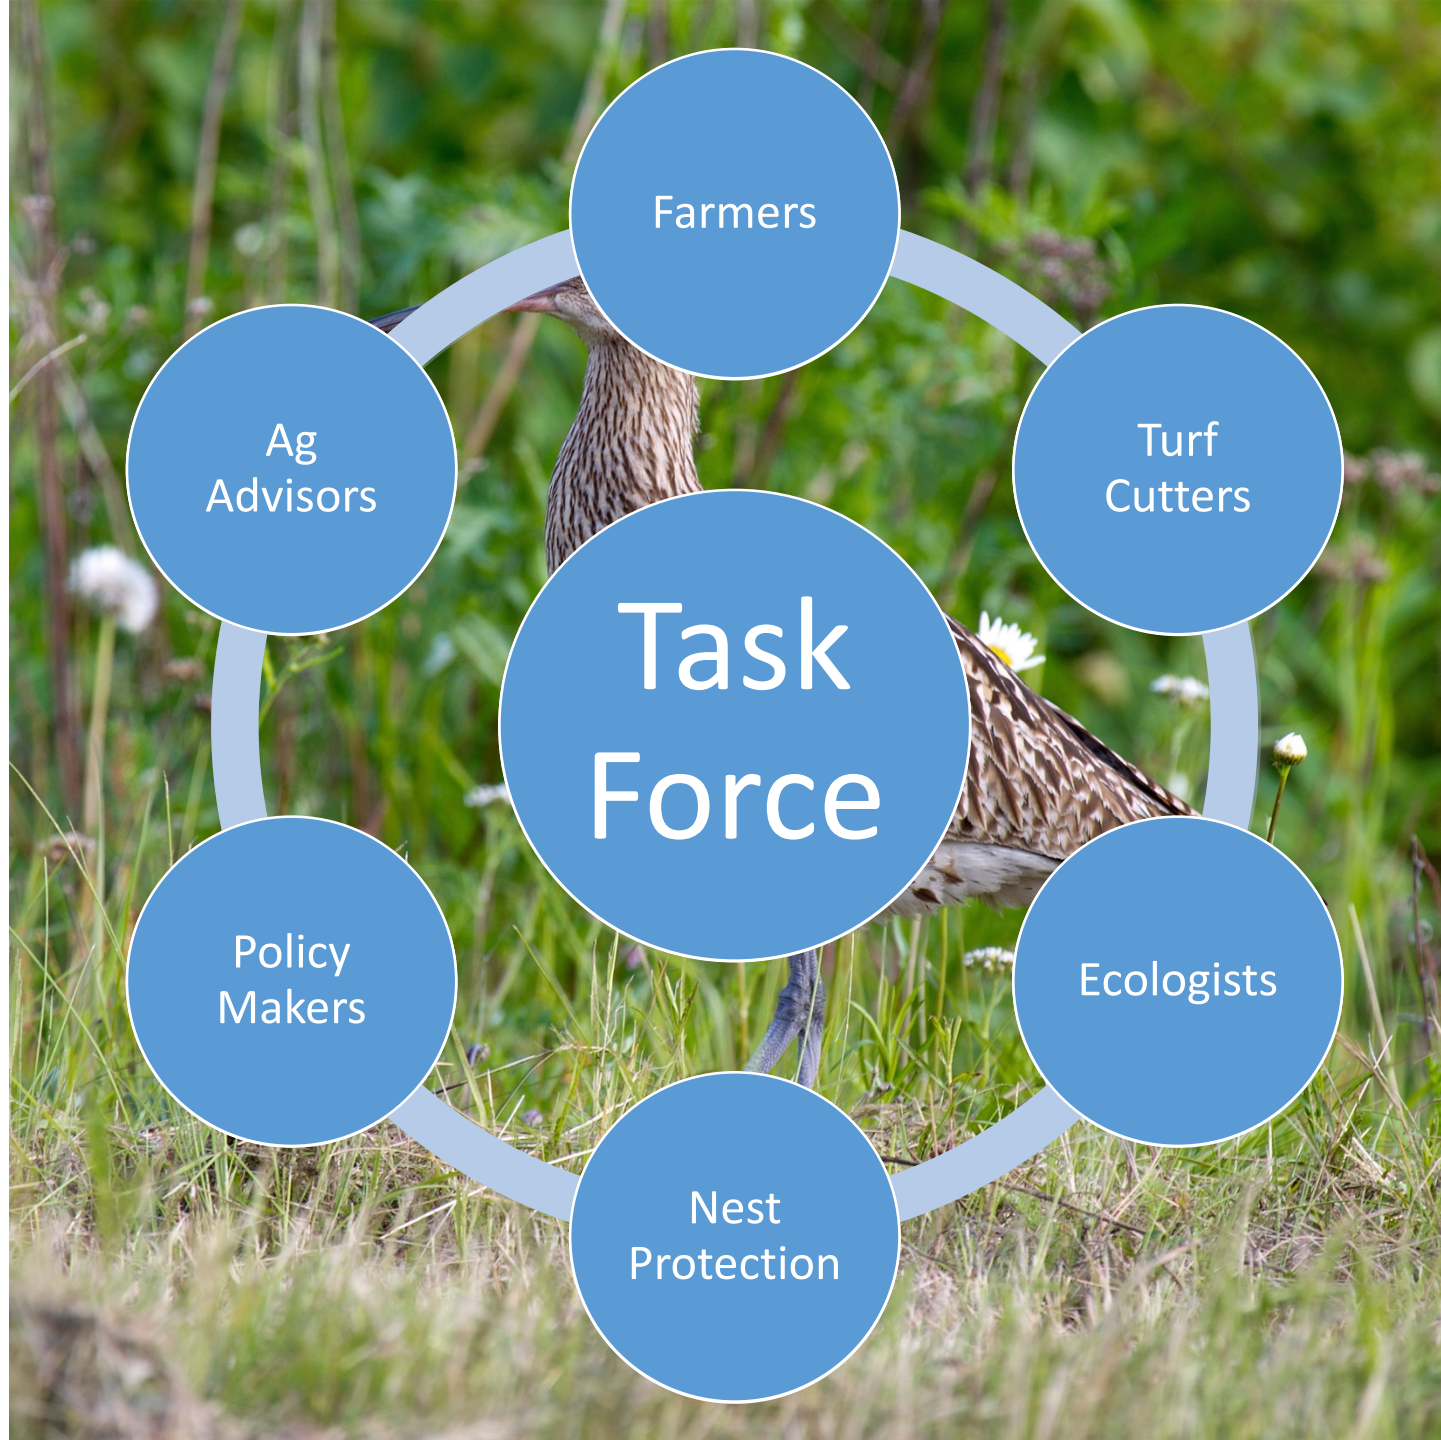 Farmers
Turf
Cutters
Ecologists
Nest
Protection
Policy
Makers
Ag
Advisors
Task
Force